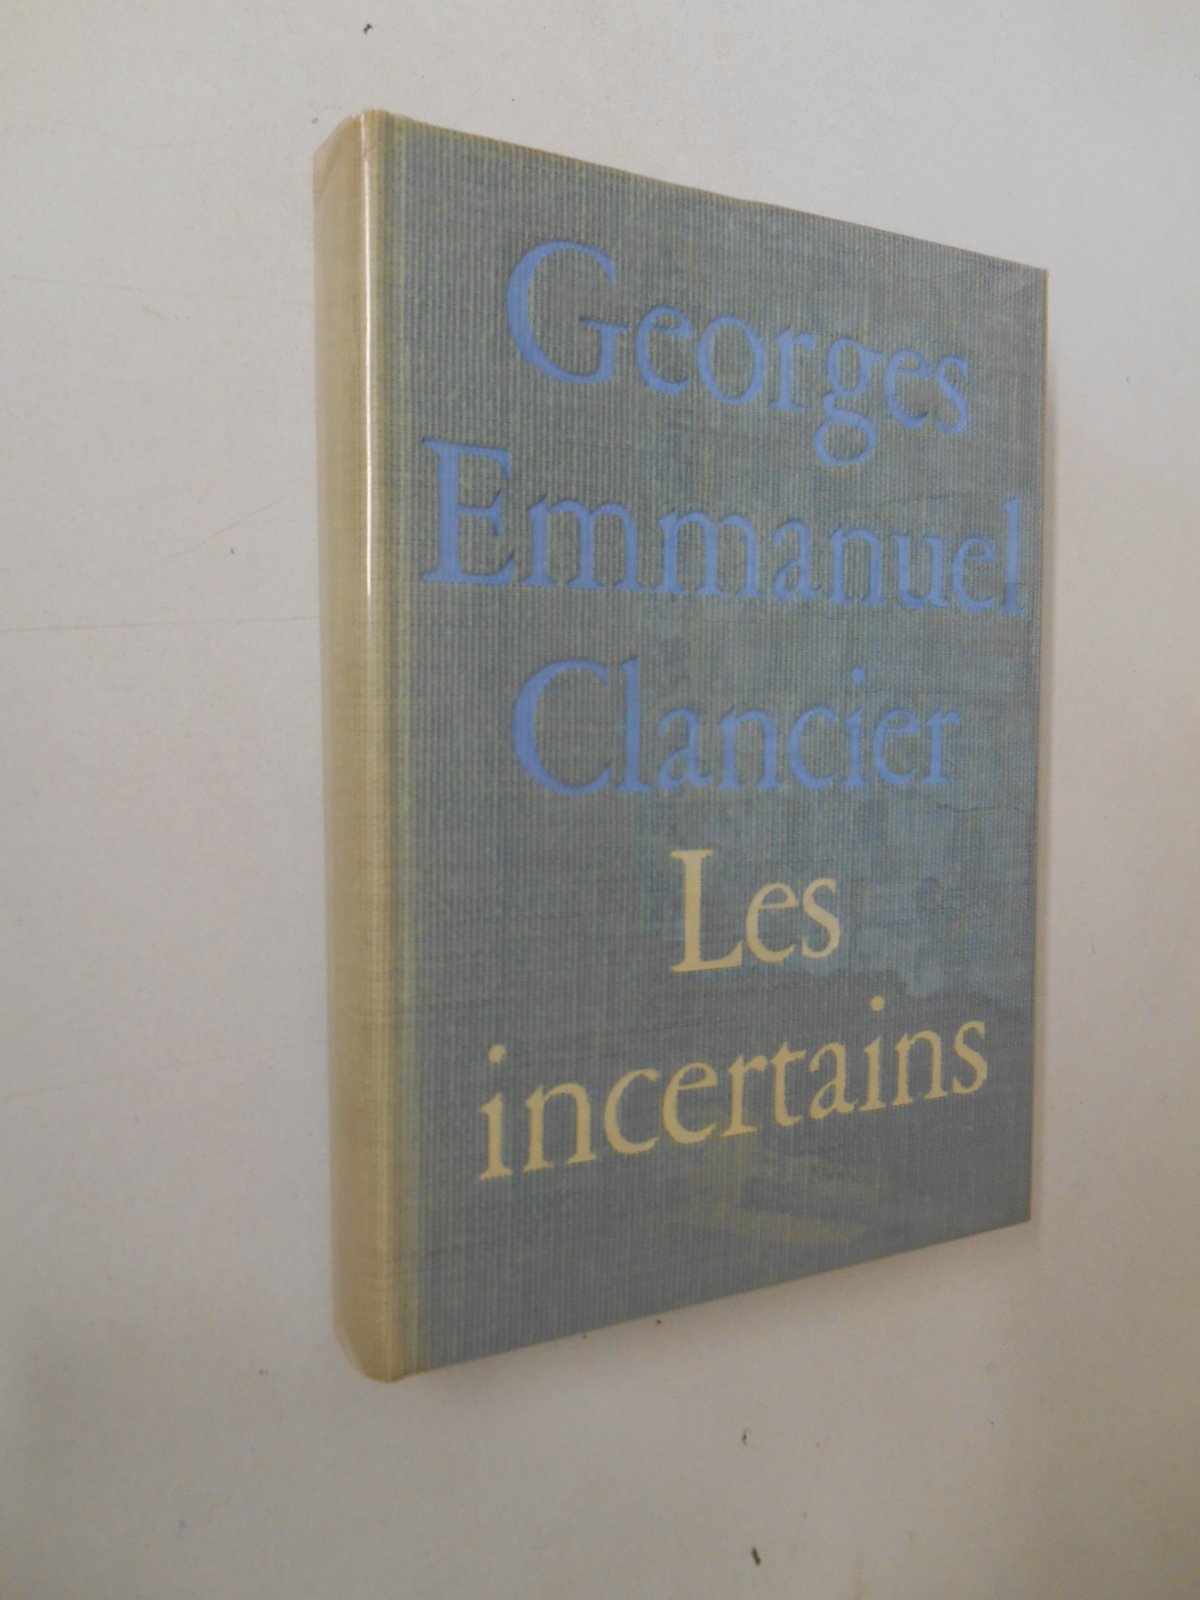 Georges
Emmanuel
Clancier
Les
incertains